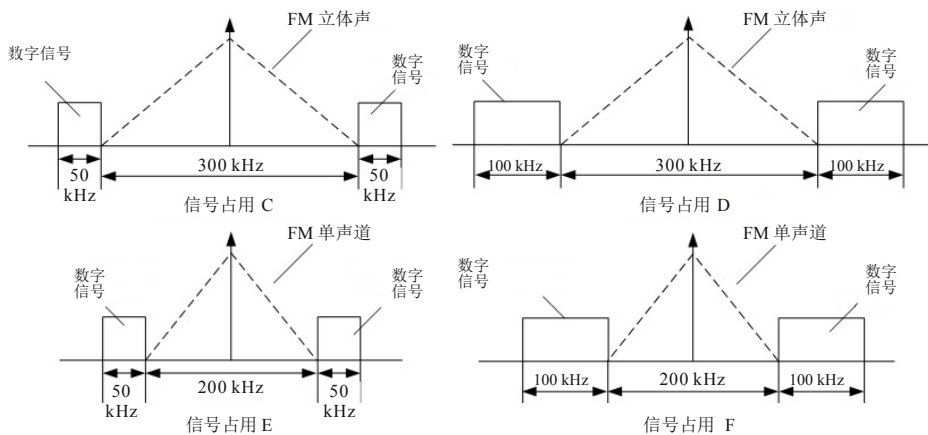 FM 立体声
数字信号
数字
信号
50
kHz
300 kHz
50
kHz
信号占用 C
FM 立体声
数字
信号
数字
信号
100 kHz
300 kHz
100 kHz
信号占用 D
FM 单声道
数字
信号
数字
信号
50
kHz
200 kHz
50
kHz
信号占用 E
FM 单声道
数字
信号
数字
信号
100 kHz
200 kHz
100 kHz
信号占用 F